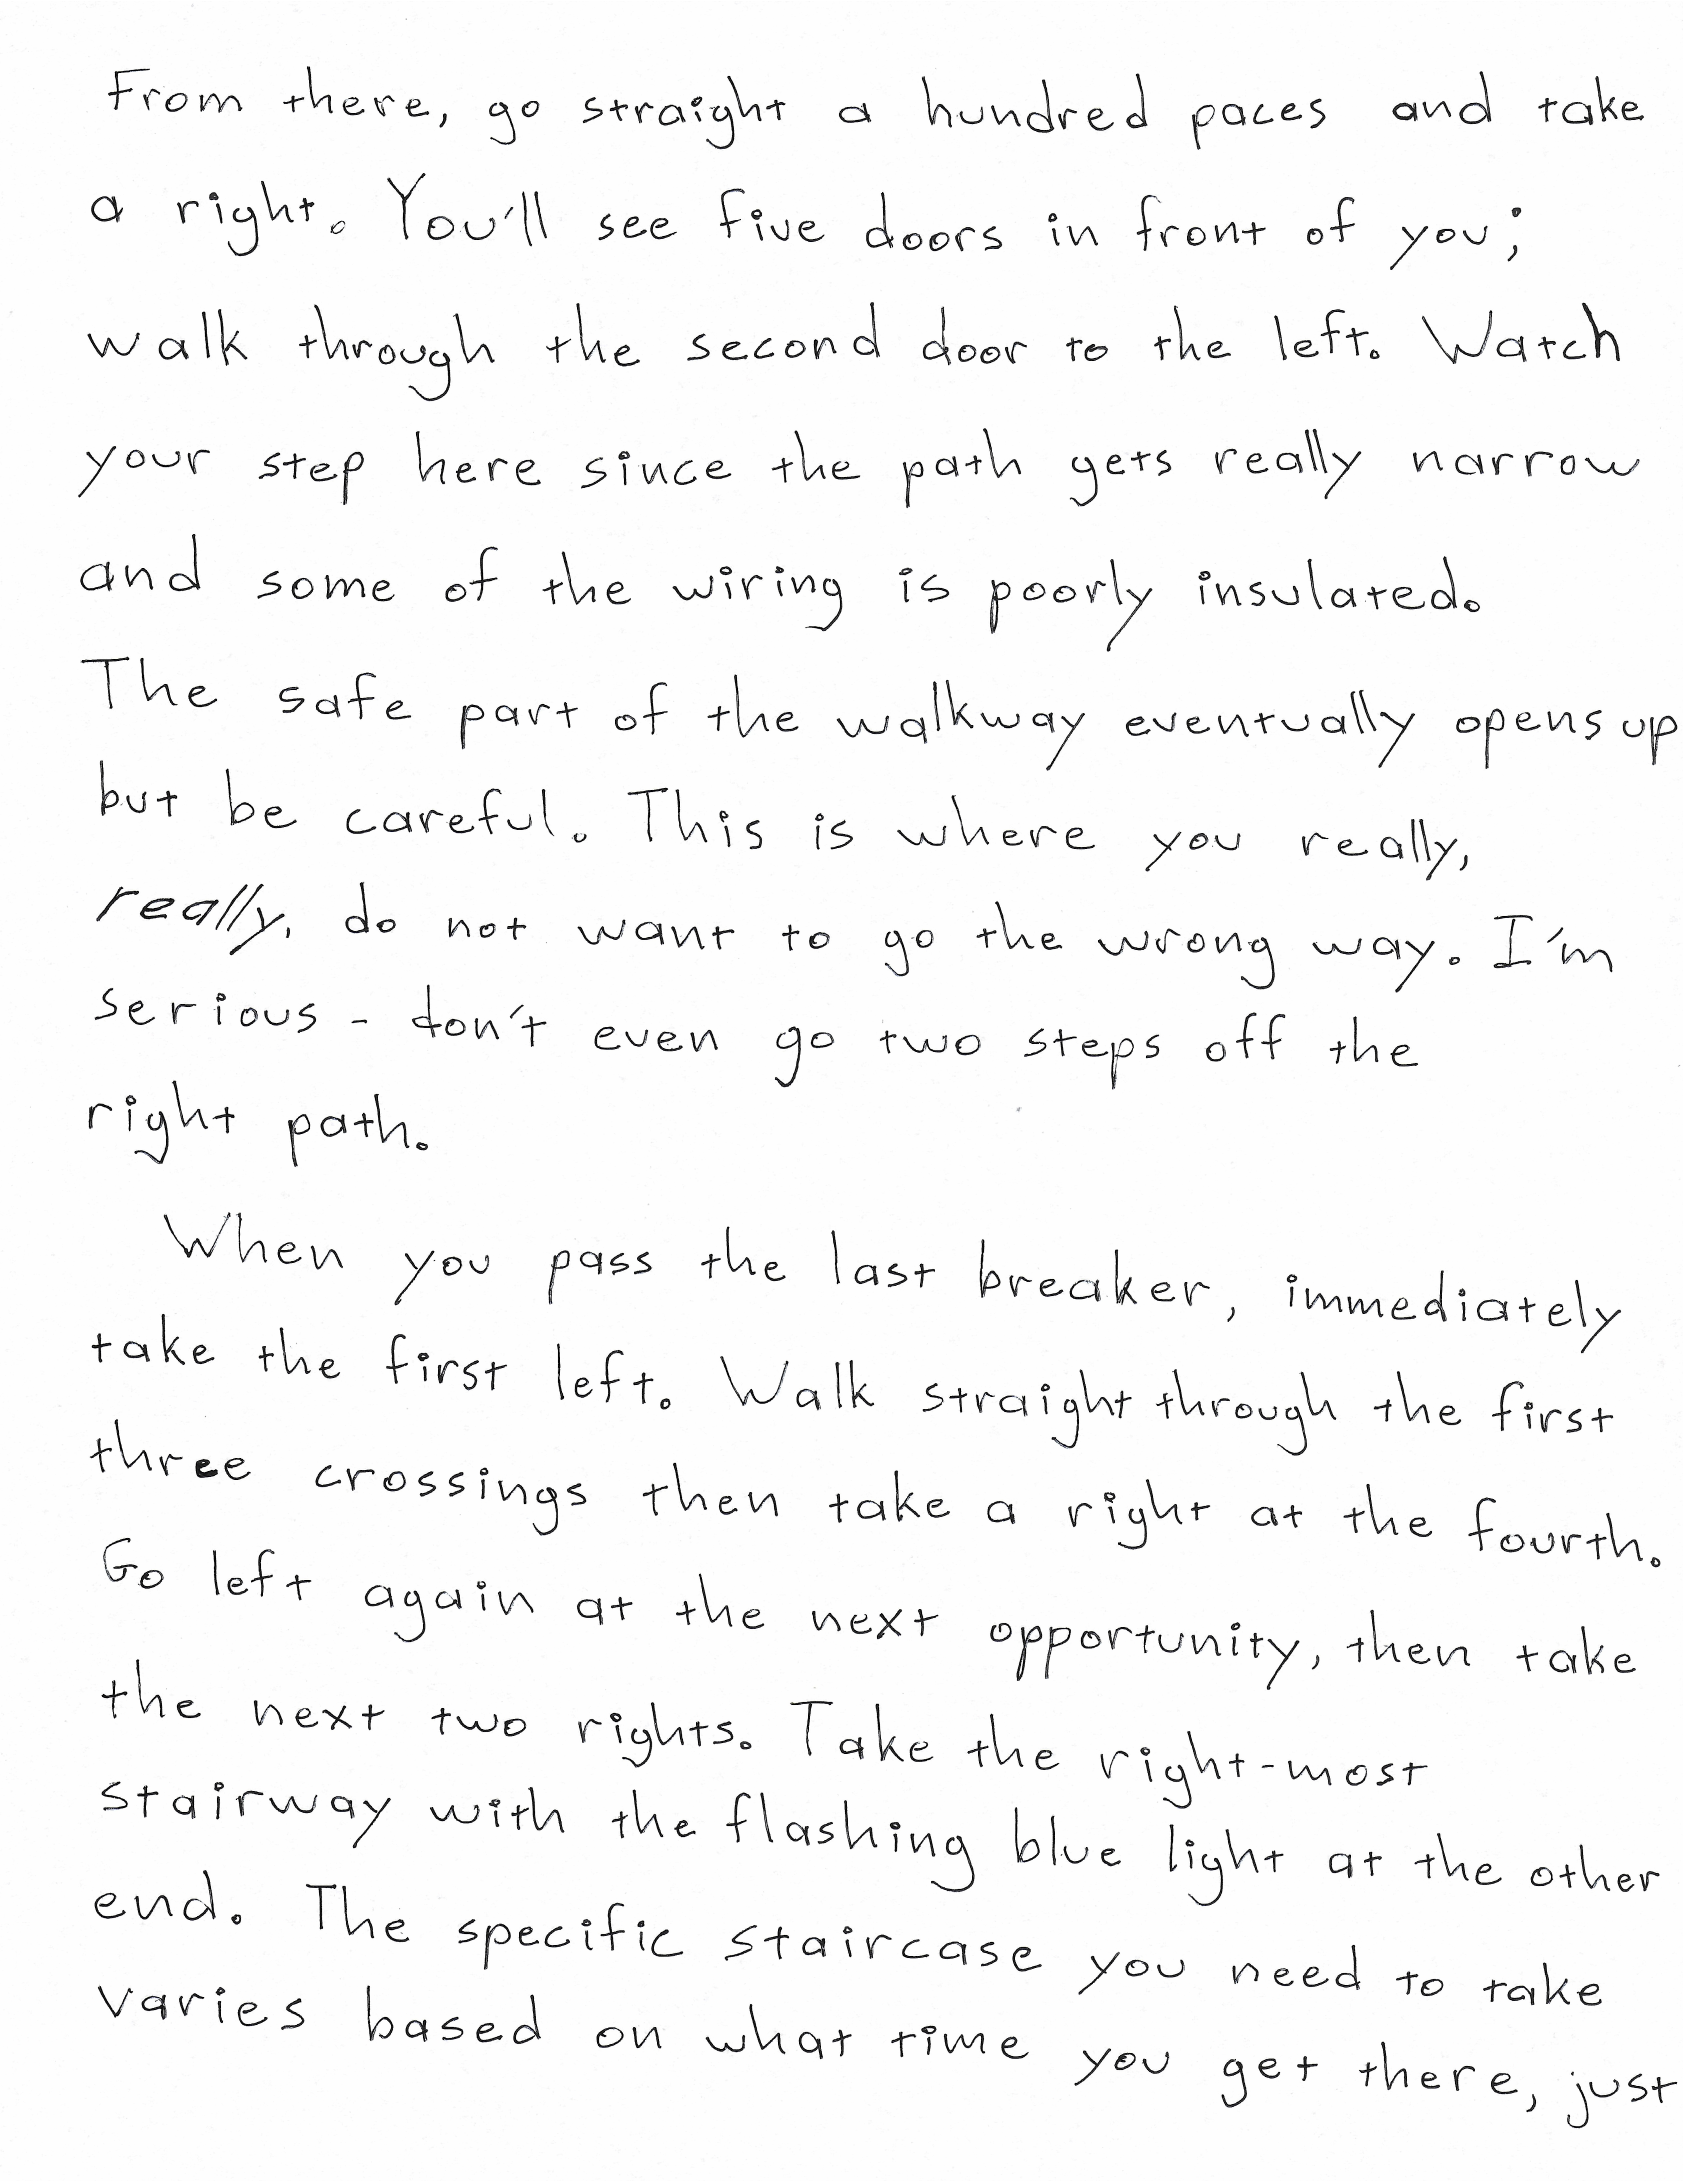 From there, go straight a hundred paces and take
a right. You'll see five doors in front of you;
walk through the second door to the left. Watch
your step here since the path gets really narrow
and some of the wiring is poorly insulated.
The safe part of the walkway eventually opens up
but be careful. This is where you really,
really, do not want to go the wrong way. I'm
serious - don't even go two steps off the
right path.
When you pass the last breaker, immediately
take the first left. Walk straight through the first
three crossings then take a right at the fourth.
Go left again at the next opportunity, then take
the next two rights. Take the right-most
stairway with the flashing blue light at the other
end. The specific staircase you need to take
varies based on what time you get there, just